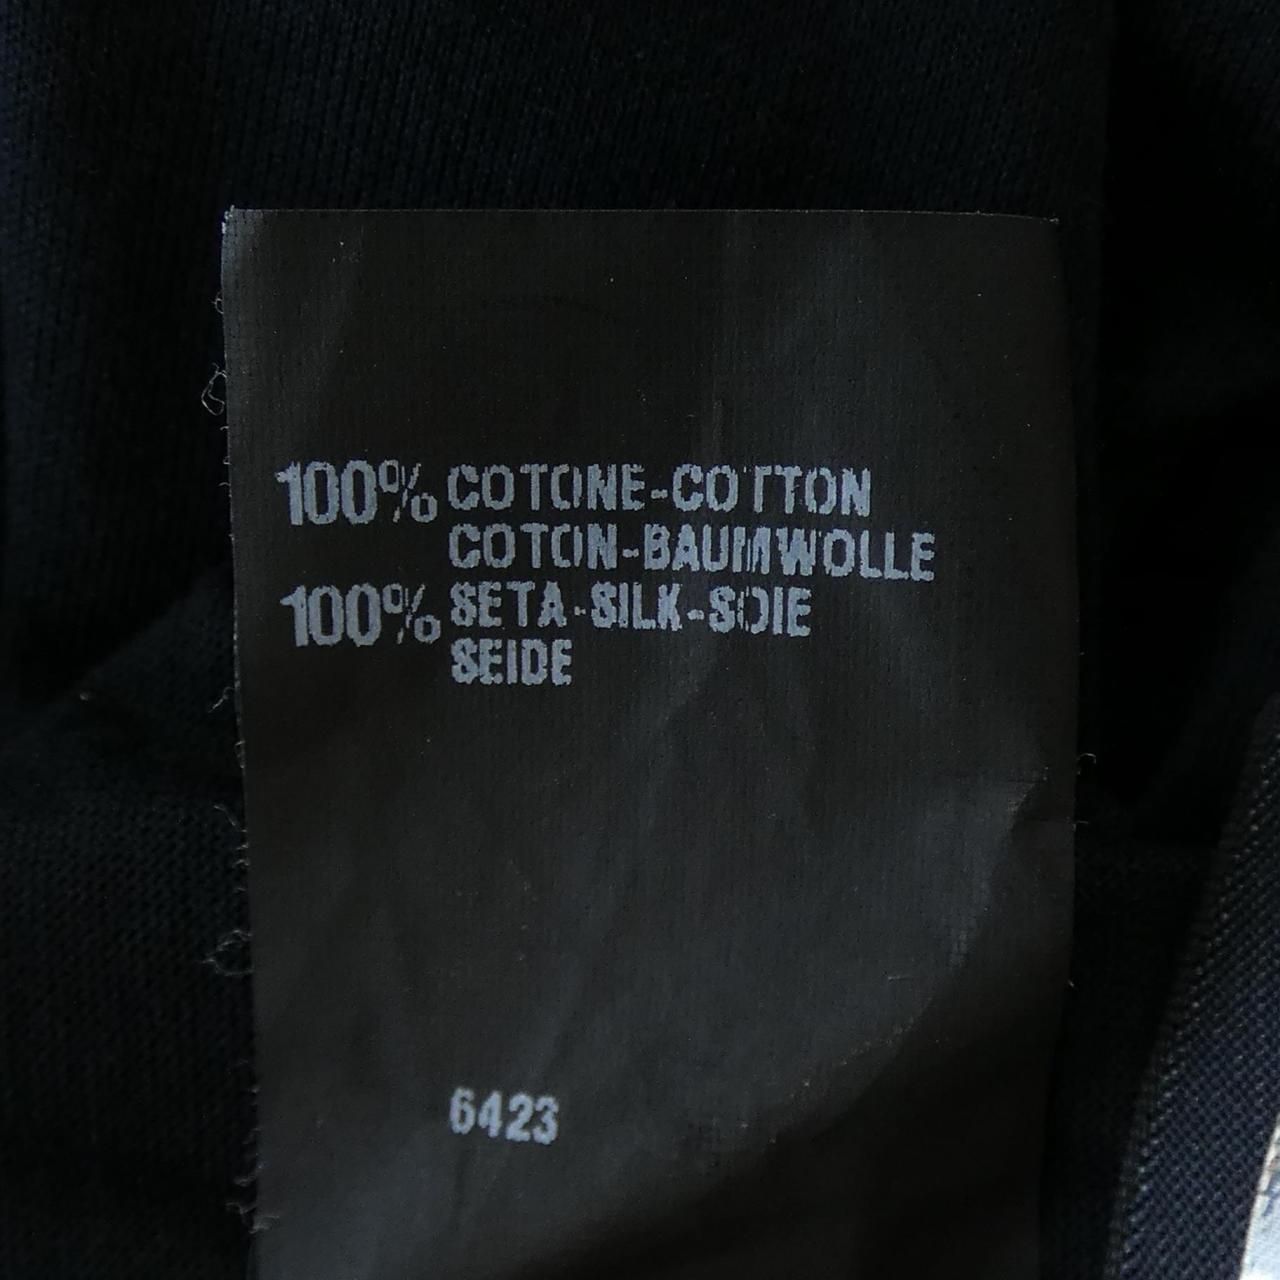 100% COTONE-COTTON
COTON-BAUMWOLLE
100% SETA-SILK-SOIE
SEIDE
6423